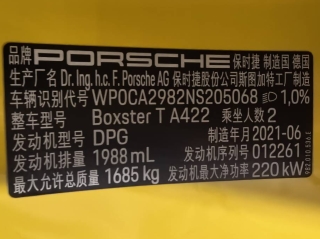 品牌 PORSCHE 保时捷 制造国 德国
生产厂名 Dr. Ing. h.c. F. Porsche AG 保时捷股份公司斯图加特工厂制造
车辆识别代号 WP0CA2982NS205068 1,0%
整车型号 Boxster T A422 乘坐人数 2
发动机型号 DPG 制造年月 2021-06
发动机排量 1988 mL 发动机序列号 012261
最大允许总质量 1685 kg 发动机最大净功率 220 kW